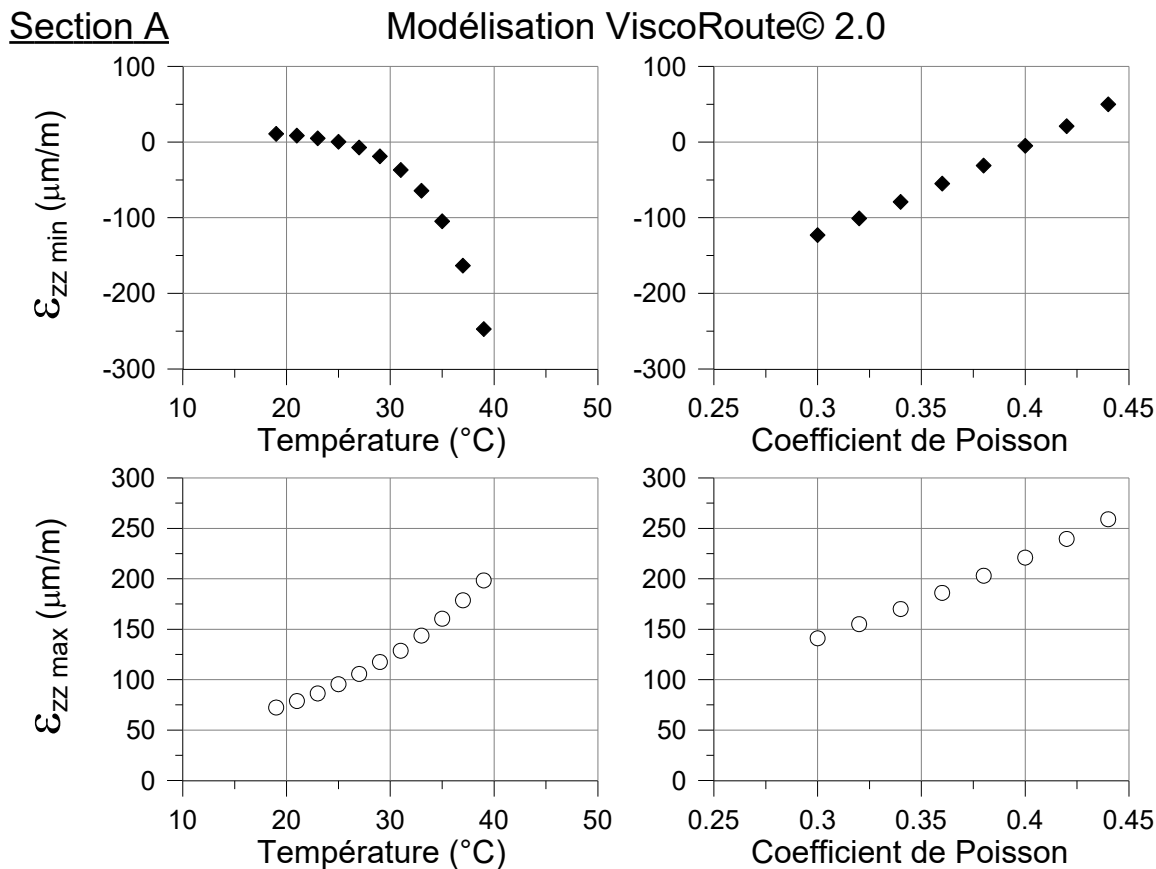 Section A
Modélisation ViscoRoute© 2.0
εzz min (μm/m)
100
0
-100
-200
-300
10 20 30 40 50
Température (°C)
100
0
-100
-200
-300
0.25 0.3 0.35 0.4 0.45
Coefficient de Poisson
εzz max (μm/m)
300
250
200
150
100
50
0
10 20 30 40 50
Température (°C)
300
250
200
150
100
50
0
0.25 0.3 0.35 0.4 0.45
Coefficient de Poisson